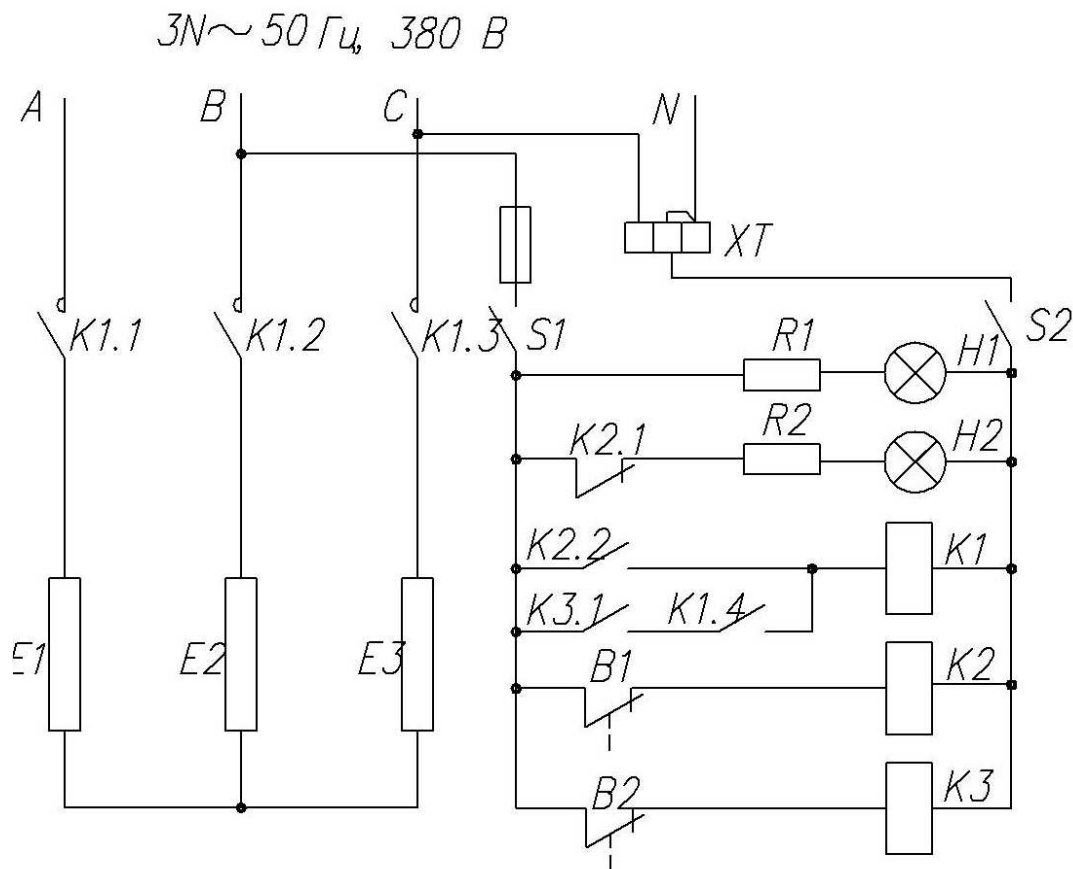 3N~50 Гц, 380 В
A B C N
XT
K1.1 K1.2 K1.3 S1 S2
R1 H1
K2.1 R2 H2
K2.2 K1
K3.1 K1.4
E1 E2 E3 B1 K2
B2 K3